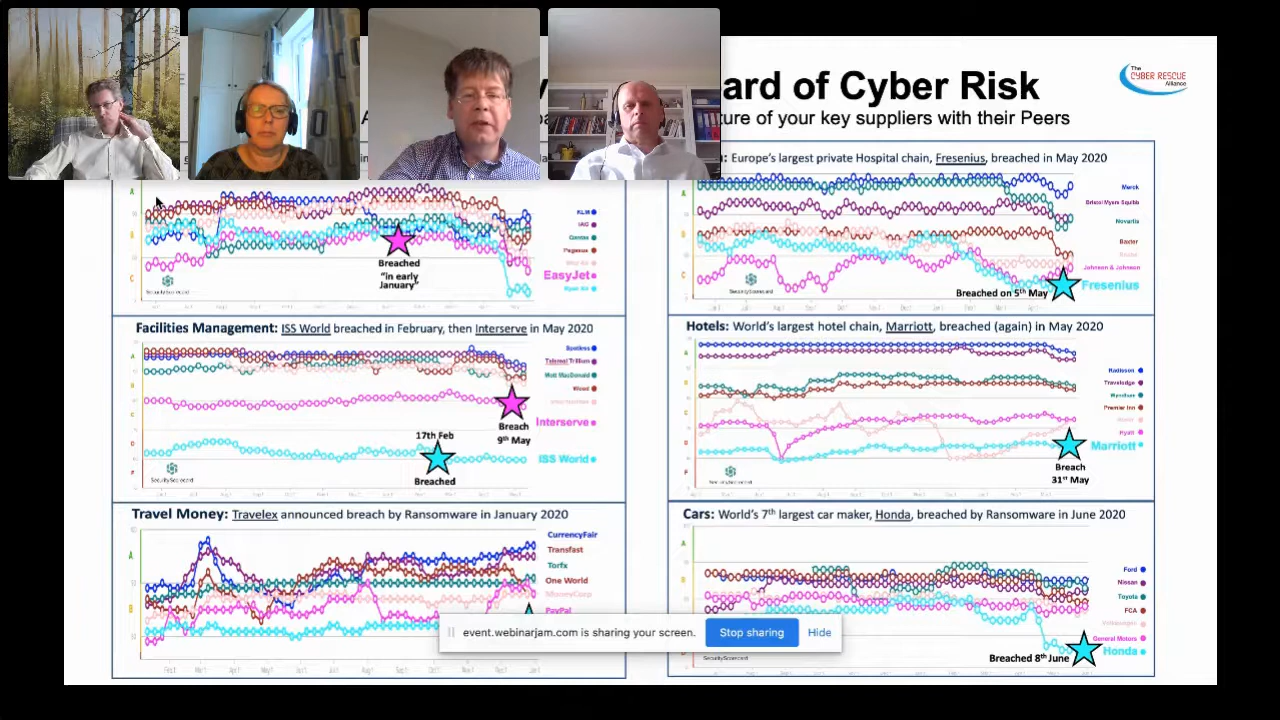 ard of Cyber Risk
ture of your key suppliers with their Peers
The
CYBER RESCUE
Alliance
Europe's largest private Hospital chain, Fresenius, breached in May 2020
A
B
C
KLM
Pegasus
EasyJet
Breached
"in early
January"
SecurityScorecard
A
B
C
Merck
Bristol Myers Squibb
Novartis
Baxter
Johnson & Johnson
Fresenius
Breached on 5th May
SecurityScorecard
Facilities Management: ISS World breached in February, then Interserve in May 2020
Mott MacDonald
Interserve
ISS World
Breach
9th May
17th Feb
Breached
SecurityScorecard
Hotels: World's largest hotel chain, Marriott, breached (again) in May 2020
Radisson
Travelodge
Wyndham
Premier Inn
Hyatt
Marriott
Breach
31st May
SecurityScorecard
Travel Money: Travelex announced breach by Ransomware in January 2020
CurrencyFair
Transfast
Torfx
One World
MoneyCorp
PayPal
Cars: World's 7th largest car maker, Honda, breached by Ransomware in June 2020
Ford
Nissan
Toyota
FCA
Volkswagen
General Motors
Honda
Breached 8th June
SecurityScorecard
event.webinarjam.com is sharing your screen.
Stop sharing
Hide